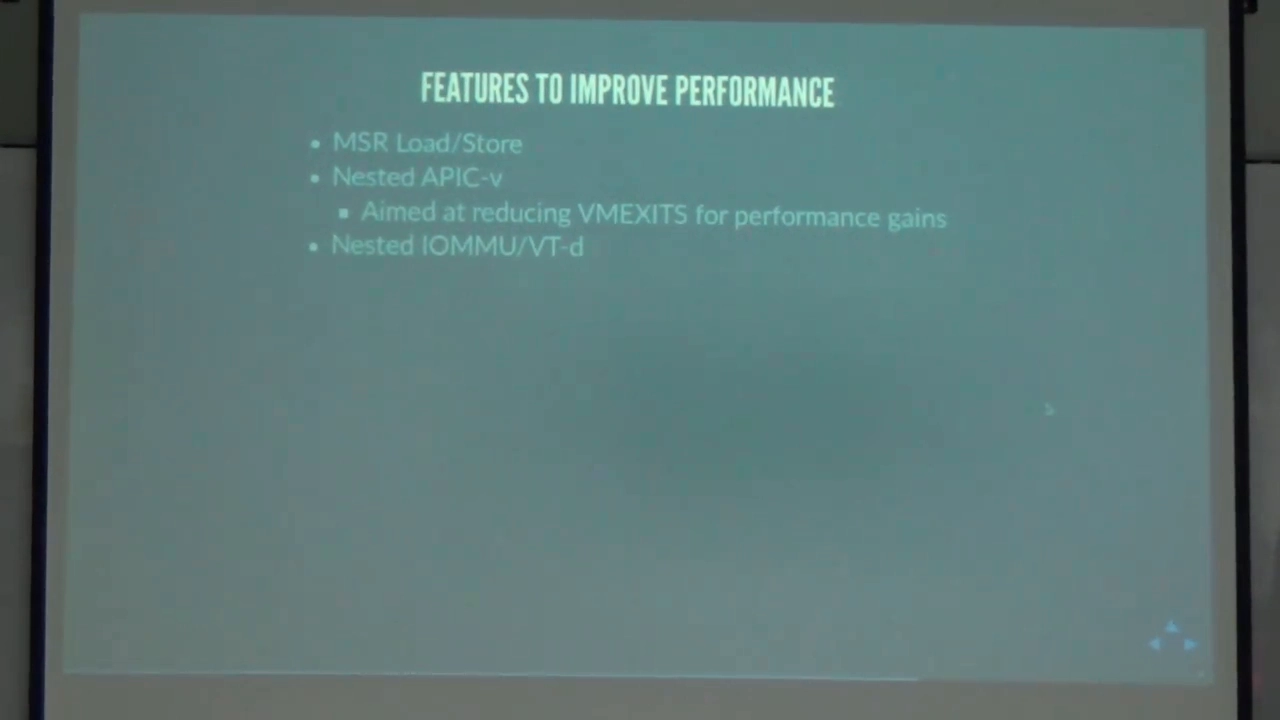 FEATURES TO IMPROVE PERFORMANCE
MSR Load/Store
Nested APIC-v
Aimed at reducing VMEXITS for performance gains
Nested IOMMU/VT-d